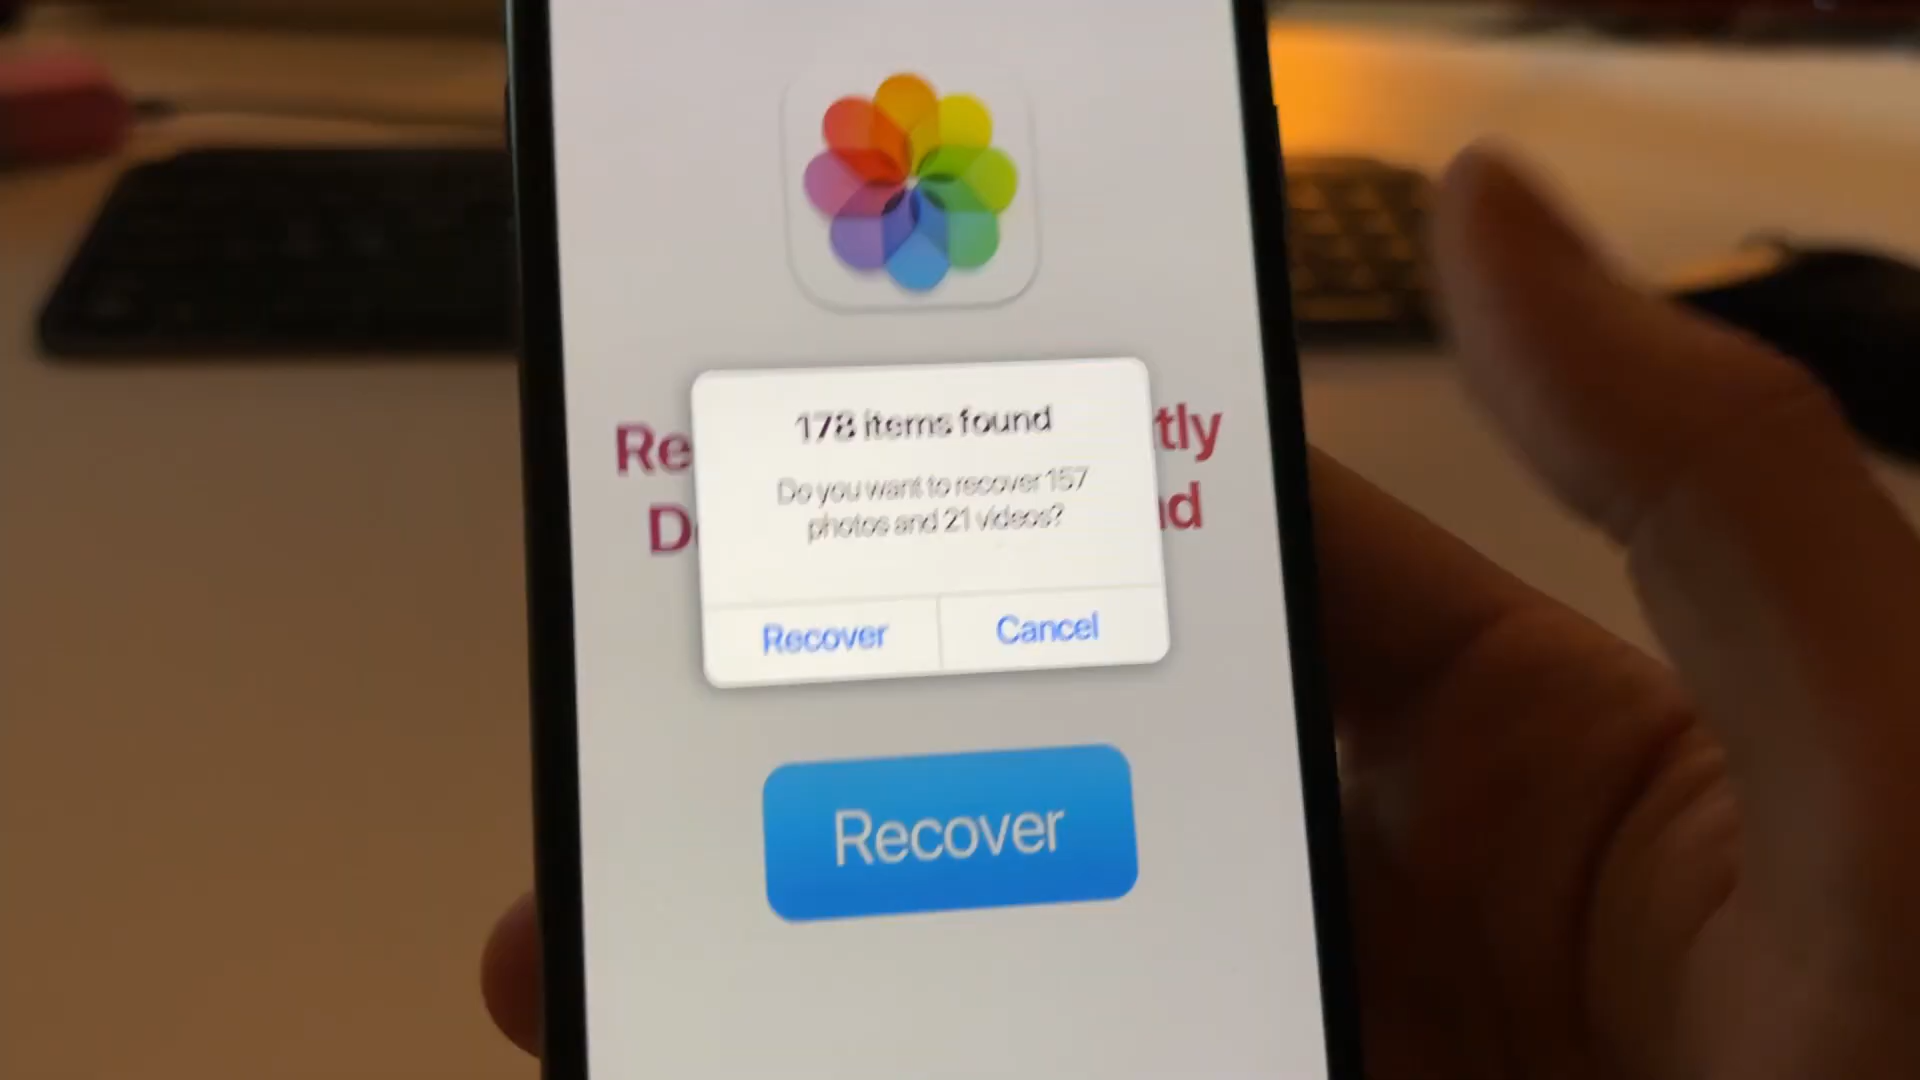 178 items found
Re tly
Do you want to recover 157
photos and 21 videos?
D d
Recover Cancel
Recover